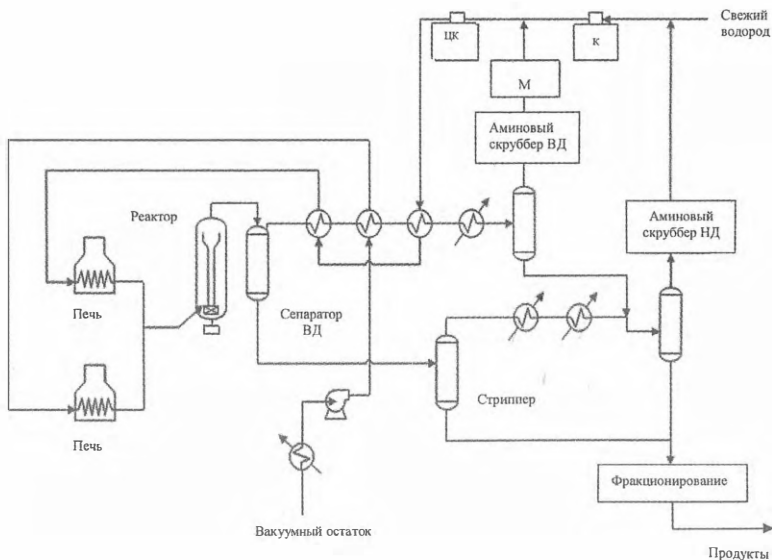 ЦК
К
Свежий
водород
М
Аминовый
скруббер ВД
Реактор
Аминовый
скруббер НД
Печь
Сепаратор
ВД
Стриппер
Печь
Вакуумный остаток
Фракционирование
Продукты